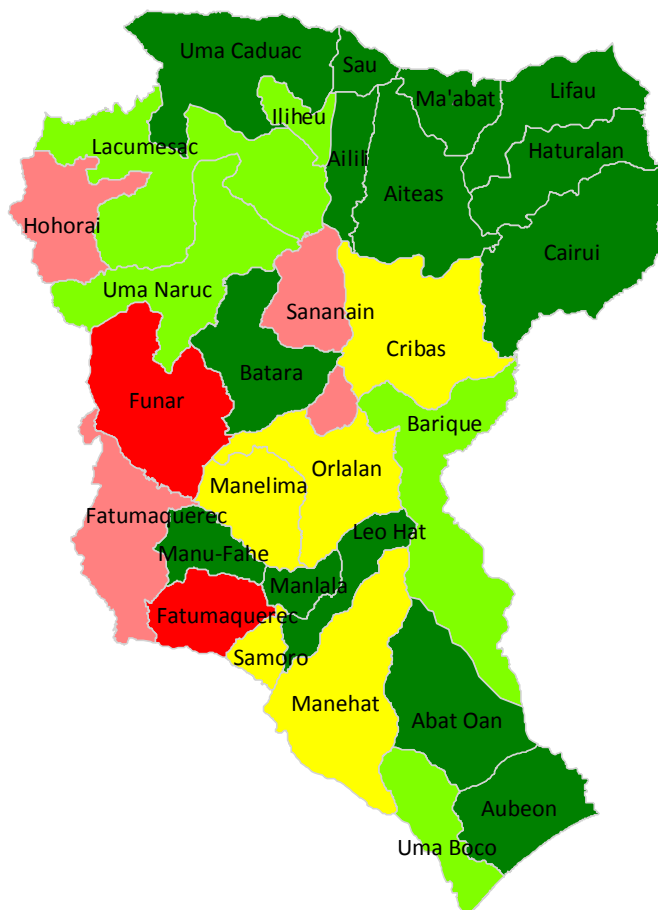 Uma Caduac
Sau
Ma'abat
Lifau
Iliheu
Lacumesac
Ailili
Haturalan
Aiteas
Hohorai
Cairui
Uma Naruc
Sananain
Cribas
Batara
Funar
Barique
Orlalan
Manelima
Fatumaquerec
Leo Hat
Manu-Fahe
Manlala
Fatumaquerec
Samoro
Manehat
Abat Oan
Aubeon
Uma Boco